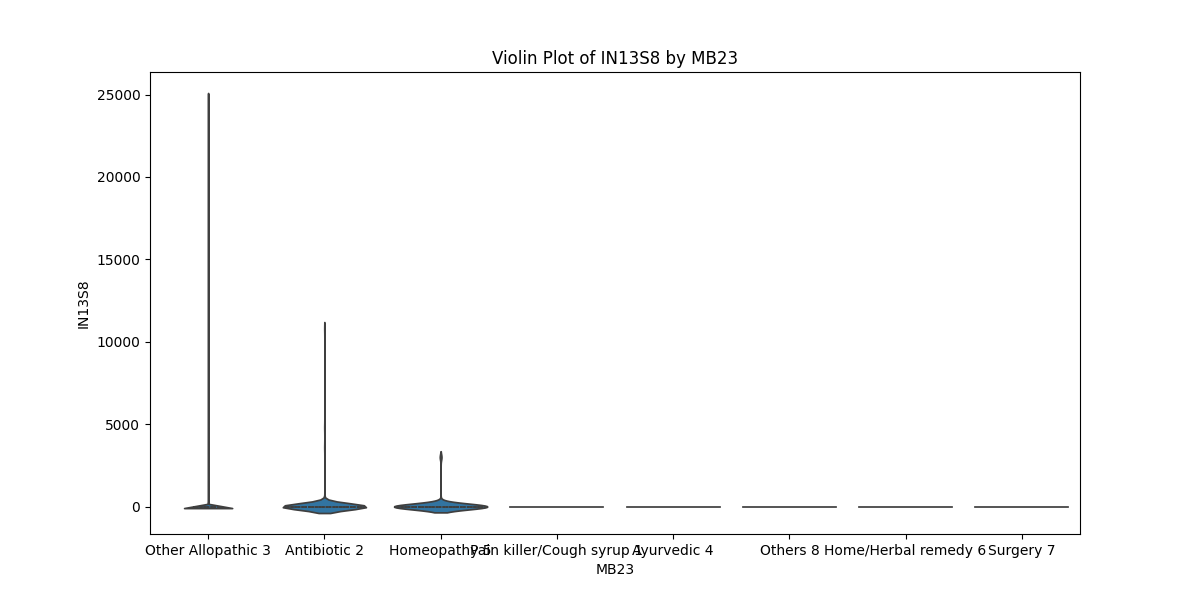 Violin Plot of IN13S8 by MB23
25000
20000
15000
10000
5000
0
IN13S8
Other Allopathic 3
Antibiotic 2
Homeopathy 5
Pain killer/Cough syrup 1
Ayurvedic 4
Others 8
Home/Herbal remedy 6
Surgery 7
MB23